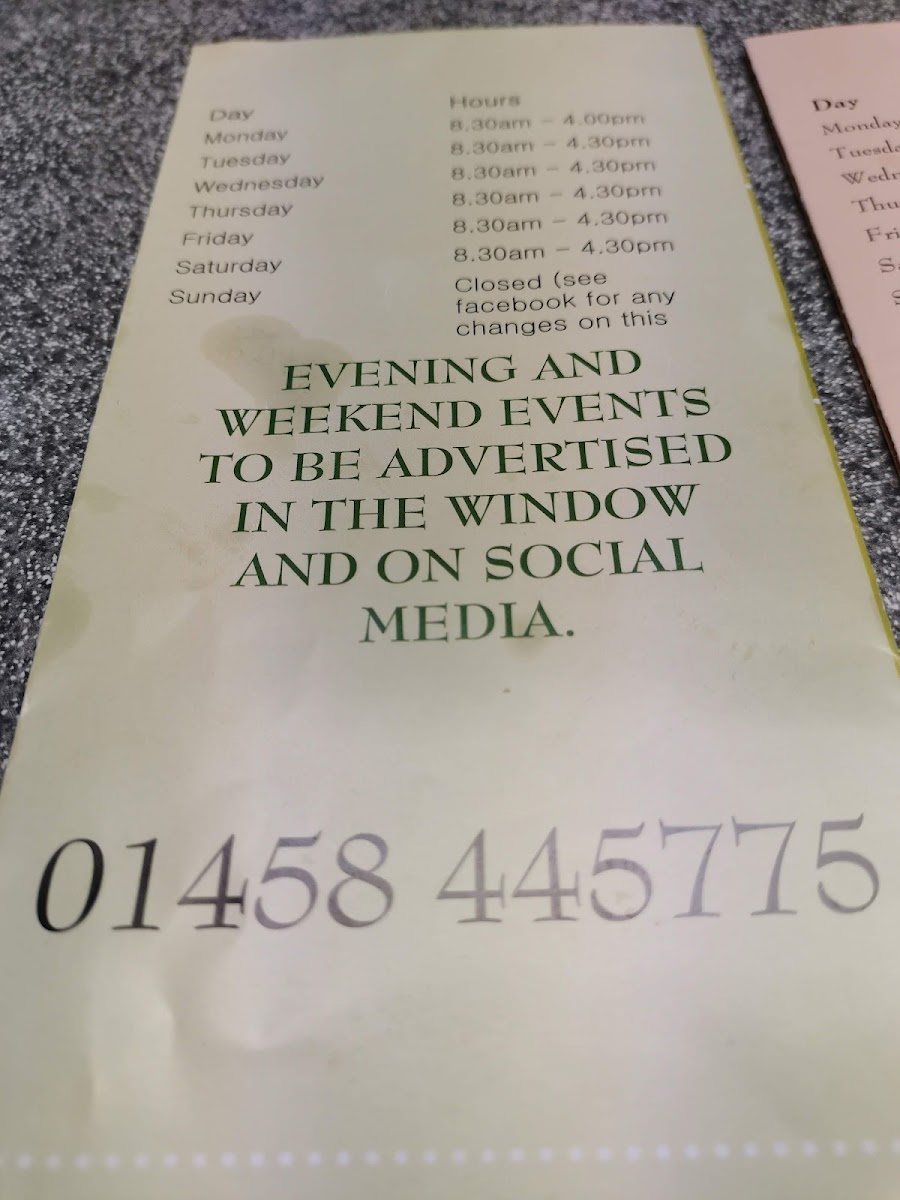 Day Hours
Monday 8.30am – 4.00pm
Tuesday 8.30am – 4.30pm
Wednesday 8.30am – 4.30pm
Thursday 8.30am – 4.30pm
Friday 8.30am – 4.30pm
Saturday 8.30am – 4.30pm
Sunday Closed (see
facebook for any
changes on this
EVENING AND
WEEKEND EVENTS
TO BE ADVERTISED
IN THE WINDOW
AND ON SOCIAL
MEDIA.
01458 445775
Day
Monday